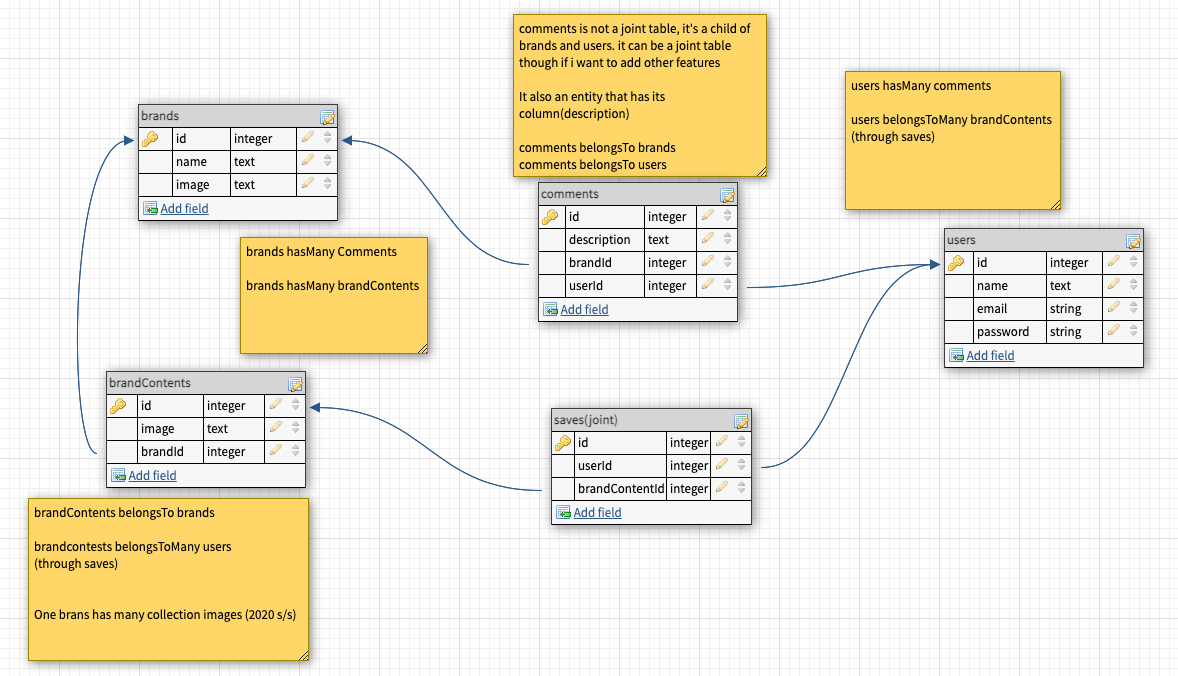 comments is not a joint table, it's a child of
brands and users. it can be a joint table
though if i want to add other features
It also an entity that has its
column(description)
comments belongsTo brands
comments belongsTo users
users hasMany comments
users belongsToMany brandContents
(through saves)
brands
id integer
name text
image text
Add field
comments
id integer
description text
brandId integer
userId integer
Add field
users
id integer
name text
email string
password string
Add field
brands hasMany Comments
brands hasMany brandContents
brandContents
id integer
image text
brandId integer
Add field
saves(joint)
id integer
userId integer
brandContentId integer
Add field
brandContents belongsTo brands
brandcontests belongsToMany users
(through saves)
One brans has many collection images (2020 s/s)